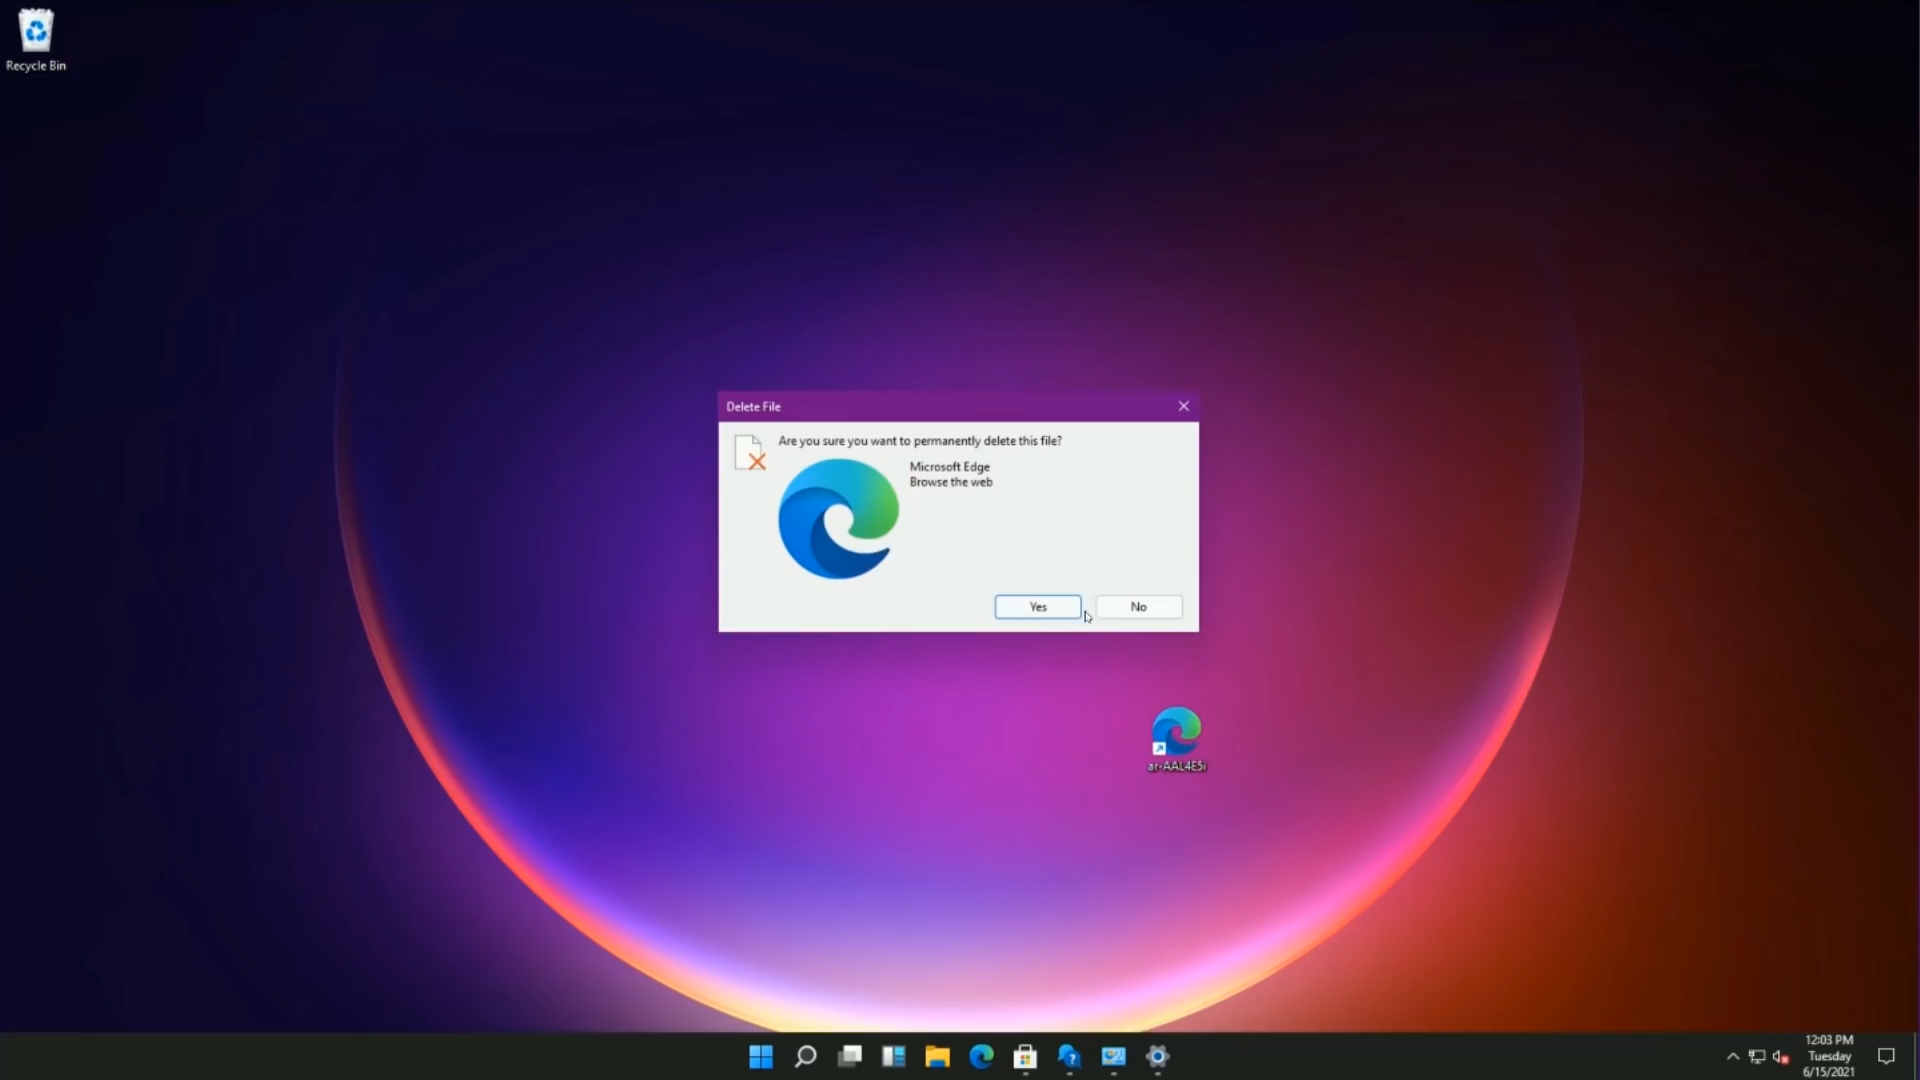 Recycle Bin
Delete File
Are you sure you want to permanently delete this file?
Microsoft Edge
Browse the web
Yes
No
ar-AAL4E5i
12:03 PM
Tuesday
6/15/2021